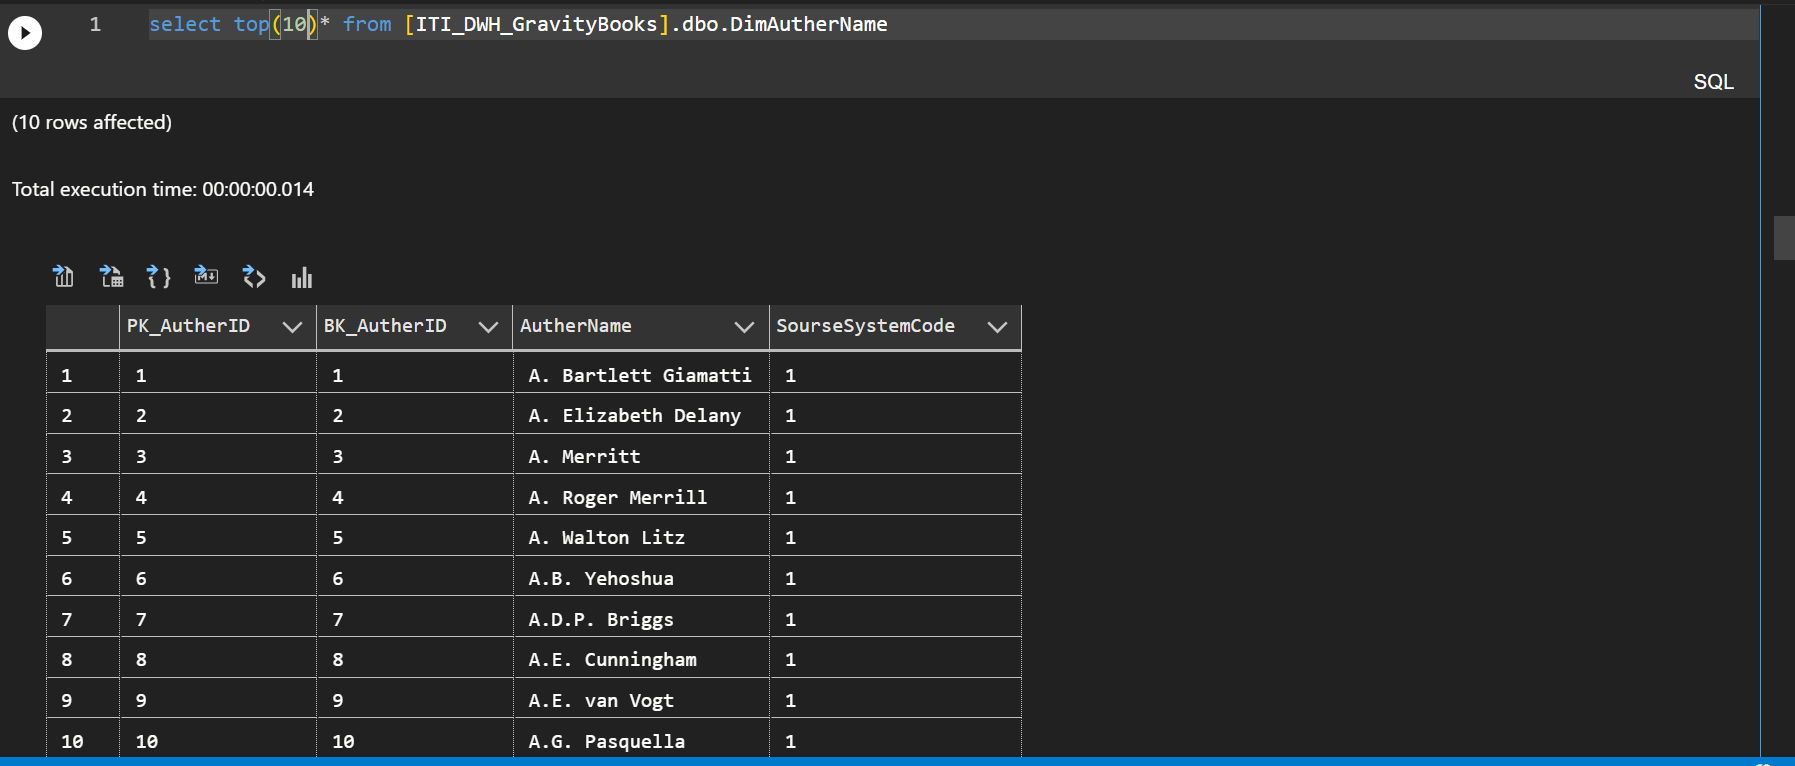 1 select top(10)* from [ITI_DWH_GravityBooks].dbo.DimAutherName
SQL
(10 rows affected)
Total execution time: 00:00:00.014
PK_AutherID BK_AutherID AutherName SourseSystemCode
1 1 1 A. Bartlett Giamatti 1
2 2 2 A. Elizabeth Delany 1
3 3 3 A. Merritt 1
4 4 4 A. Roger Merrill 1
5 5 5 A. Walton Litz 1
6 6 6 A.B. Yehoshua 1
7 7 7 A.D.P. Briggs 1
8 8 8 A.E. Cunningham 1
9 9 9 A.E. van Vogt 1
10 10 10 A.G. Pasquella 1